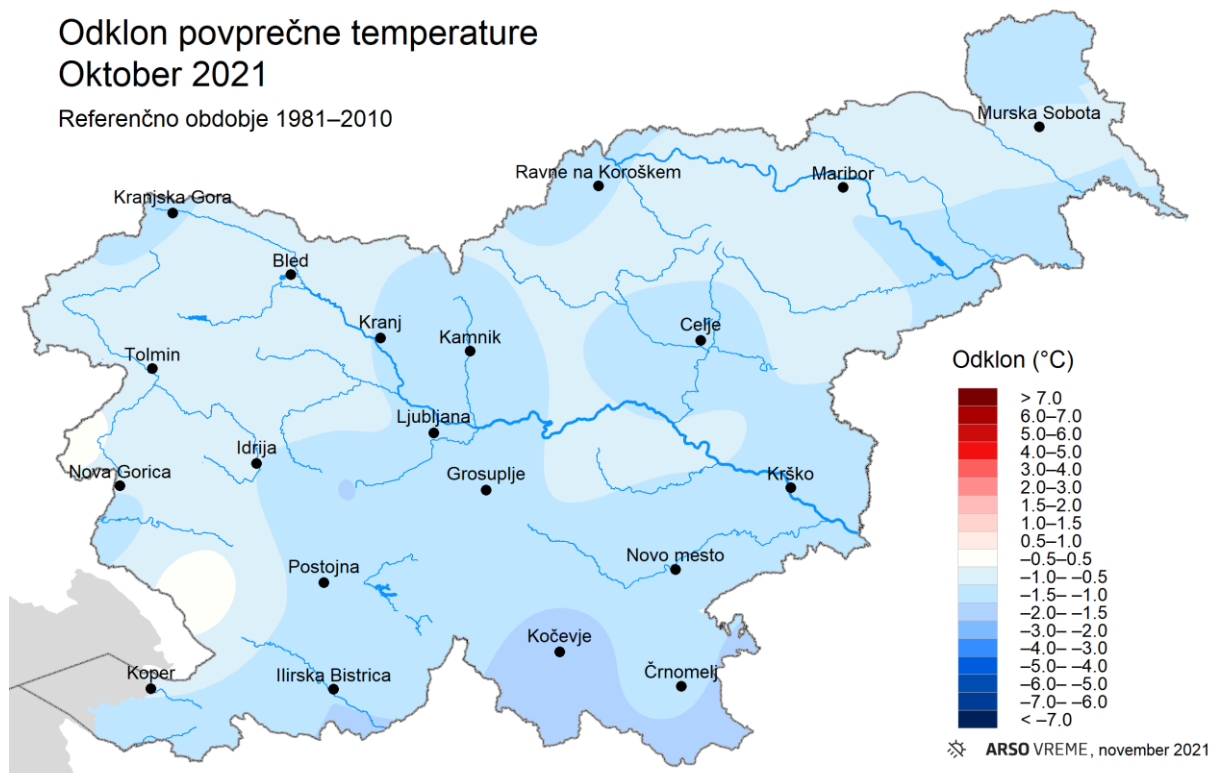 Odklon povprečne temperature
Oktober 2021
Referenčno obdobje 1981–2010
Murska Sobota
Ravne na Koroškem
Maribor
Kranjska Gora
Bled
Kranj
Kamnik
Celje
Tolmin
Ljubljana
Idrija
Nova Gorica
Grosuplje
Krško
Postojna
Novo mesto
Kočevje
Koper
Ilirska Bistrica
Črnomelj
Odklon (°C)
> 7.0
6.0–7.0
5.0–6.0
4.0–5.0
3.0–4.0
2.0–3.0
1.5–2.0
1.0–1.5
0.5–1.0
–0.5–0.5
–1.0– –0.5
–1.5– –1.0
–2.0– –1.5
–3.0– –2.0
–4.0– –3.0
–5.0– –4.0
–6.0– –5.0
–7.0– –6.0
< –7.0
ARSO VREME, november 2021